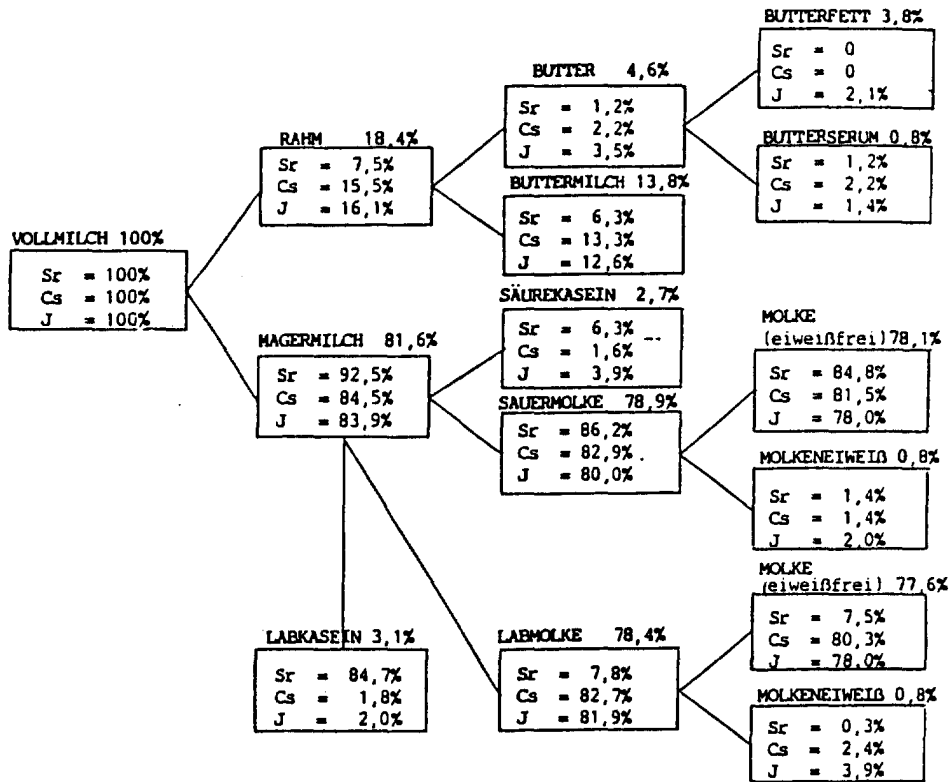 VOLLMILCH 100%
Sr = 100%
Cs = 100%
J = 100%
RAHM 18,4%
Sr = 7,5%
Cs = 15,5%
J = 16,1%
MAGERMILCH 81,6%
Sr = 92,5%
Cs = 84,5%
J = 83,9%
LABKASEIN 3,1%
Sr = 84,7%
Cs = 1,8%
J = 2,0%
BUTTER 4,6%
Sr = 1,2%
Cs = 2,2%
J = 3,5%
BUTTERMILCH 13,8%
Sr = 6,3%
Cs = 13,3%
J = 12,6%
SÄUREKASEIN 2,7%
Sr = 6,3%
Cs = 1,6%
J = 3,9%
SAUERMOLKE 78,9%
Sr = 86,2%
Cs = 82,9%
J = 80,0%
LABMOLKE 78,4%
Sr = 7,8%
Cs = 82,7%
J = 81,9%
BUTTERFETT 3,8%
Sr = 0
Cs = 0
J = 2,1%
BUTTERSERUM 0,8%
Sr = 1,2%
Cs = 2,2%
J = 1,4%
MOLKE
(eiweißfrei) 78,1%
Sr = 84,8%
Cs = 81,5%
J = 78,0%
MOLKENEIWEIß 0,8%
Sr = 1,4%
Cs = 1,4%
J = 2,0%
MOLKE
(eiweißfrei) 77,6%
Sr = 7,5%
Cs = 80,3%
J = 78,0%
MOLKENEIWEIß 0,8%
Sr = 0,3%
Cs = 2,4%
J = 3,9%